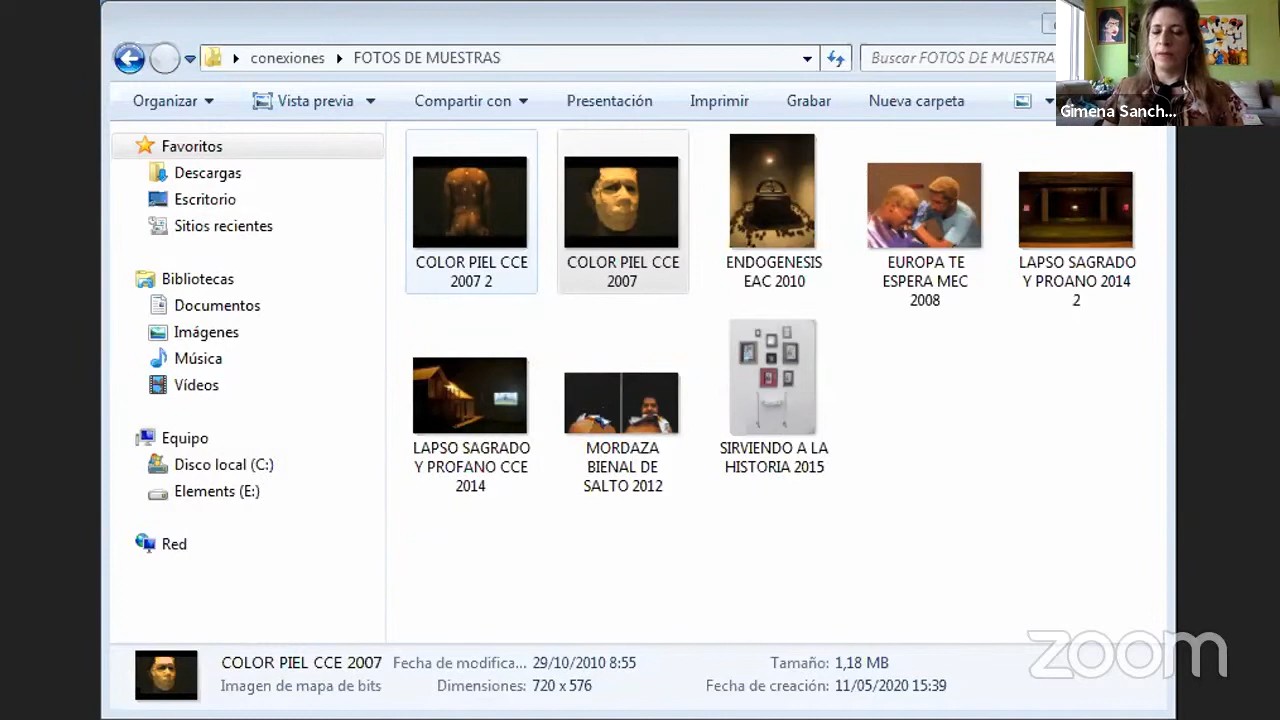 conexiones FOTOS DE MUESTRAS
Buscar FOTOS DE MUESTRA
Gimena Sanch...
Organizar Vista previa Compartir con Presentación Imprimir Grabar Nueva carpeta
Favoritos
Descargas
Escritorio
Sitios recientes
Bibliotecas
Documentos
Imágenes
Música
Vídeos
Equipo
Disco local (C:)
Elements (E:)
Red
COLOR PIEL CCE
2007 2
COLOR PIEL CCE
2007
ENDOGENESIS
EAC 2010
EUROPA TE
ESPERA MEC
2008
LAPSO SAGRADO
Y PROANO 2014
2
LAPSO SAGRADO
Y PROFANO CCE
2014
MORDAZA
BIENAL DE
SALTO 2012
SIRVIENDO A LA
HISTORIA 2015
COLOR PIEL CCE 2007 Fecha de modifica... 29/10/2010 8:55 Tamaño: 1,18 MB
Imagen de mapa de bits Dimensiones: 720 x 576 Fecha de creación: 11/05/2020 15:39
zoom